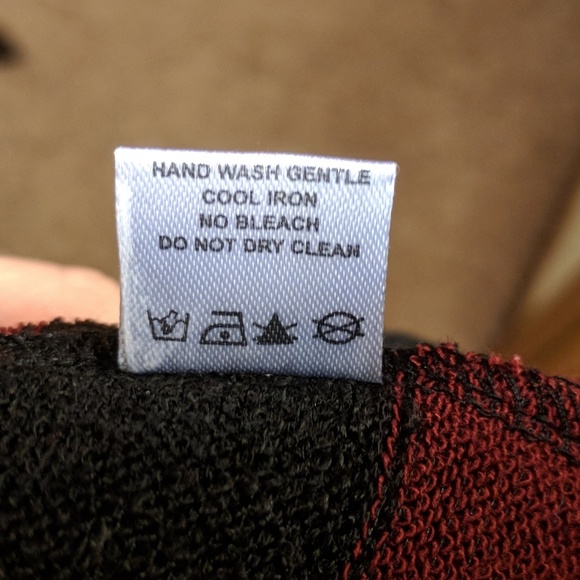 HAND WASH GENTLE
COOL IRON
NO BLEACH
DO NOT DRY CLEAN